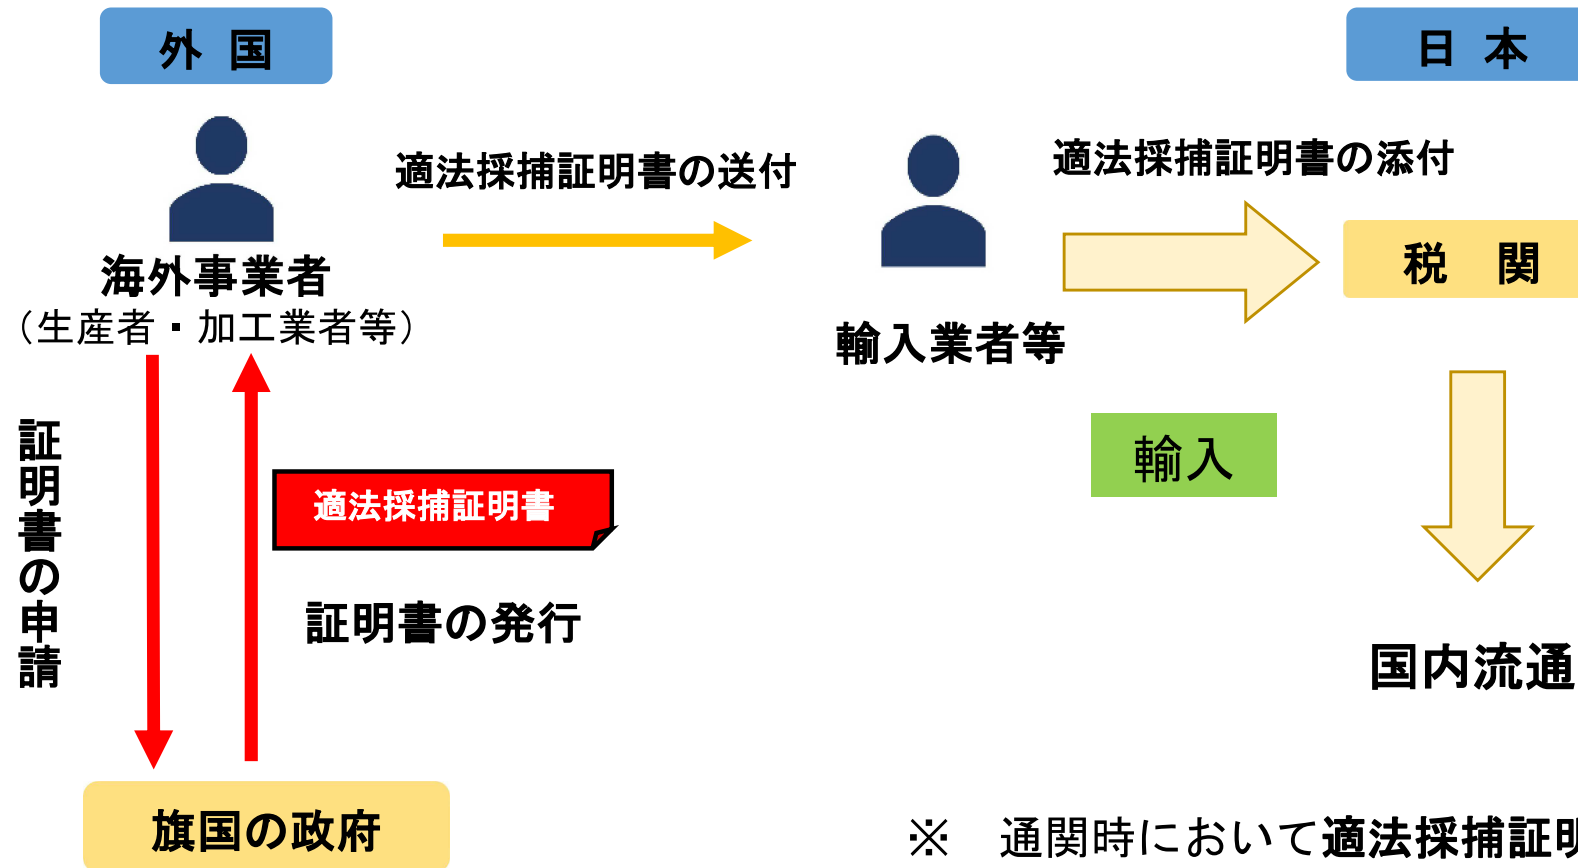 外 国
日 本
適法採捕証明書の送付
適法採捕証明書の添付
海外事業者
（生産者・加工業者等）
税 関
輸入業者等
証明書の申請
輸入
適法採捕証明書
証明書の発行
国内流通
旗国の政府
※ 通関時において適法採捕証明